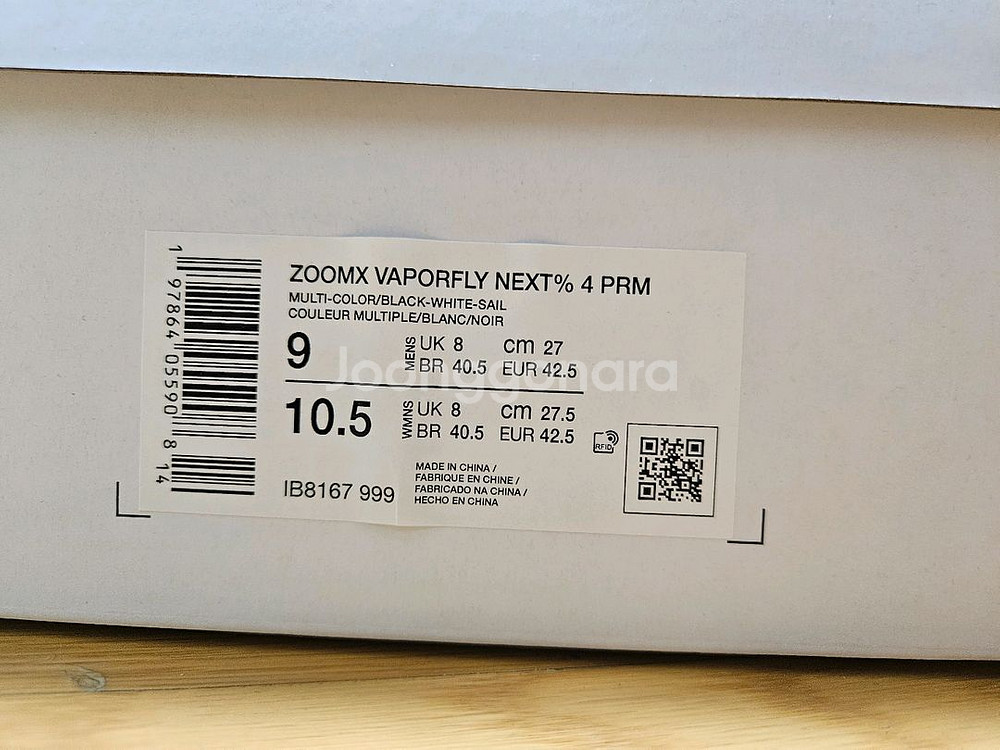 ZOOMX VAPORFLY NEXT% 4 PRM
MULTI-COLOR/BLACK-WHITE-SAIL
COULEUR MULTIPLE/BLANC/NOIR
9 MENS UK 8 cm 27
BR 40.5 EUR 42.5
10.5 WMNS UK 8 cm 27.5
BR 40.5 EUR 42.5
RFID
MADE IN CHINA /
FABRIQUE EN CHINE /
FABRICADO NA CHINA /
HECHO EN CHINA
IB8167 999
1 97864 05590 8 14
Joonggonara